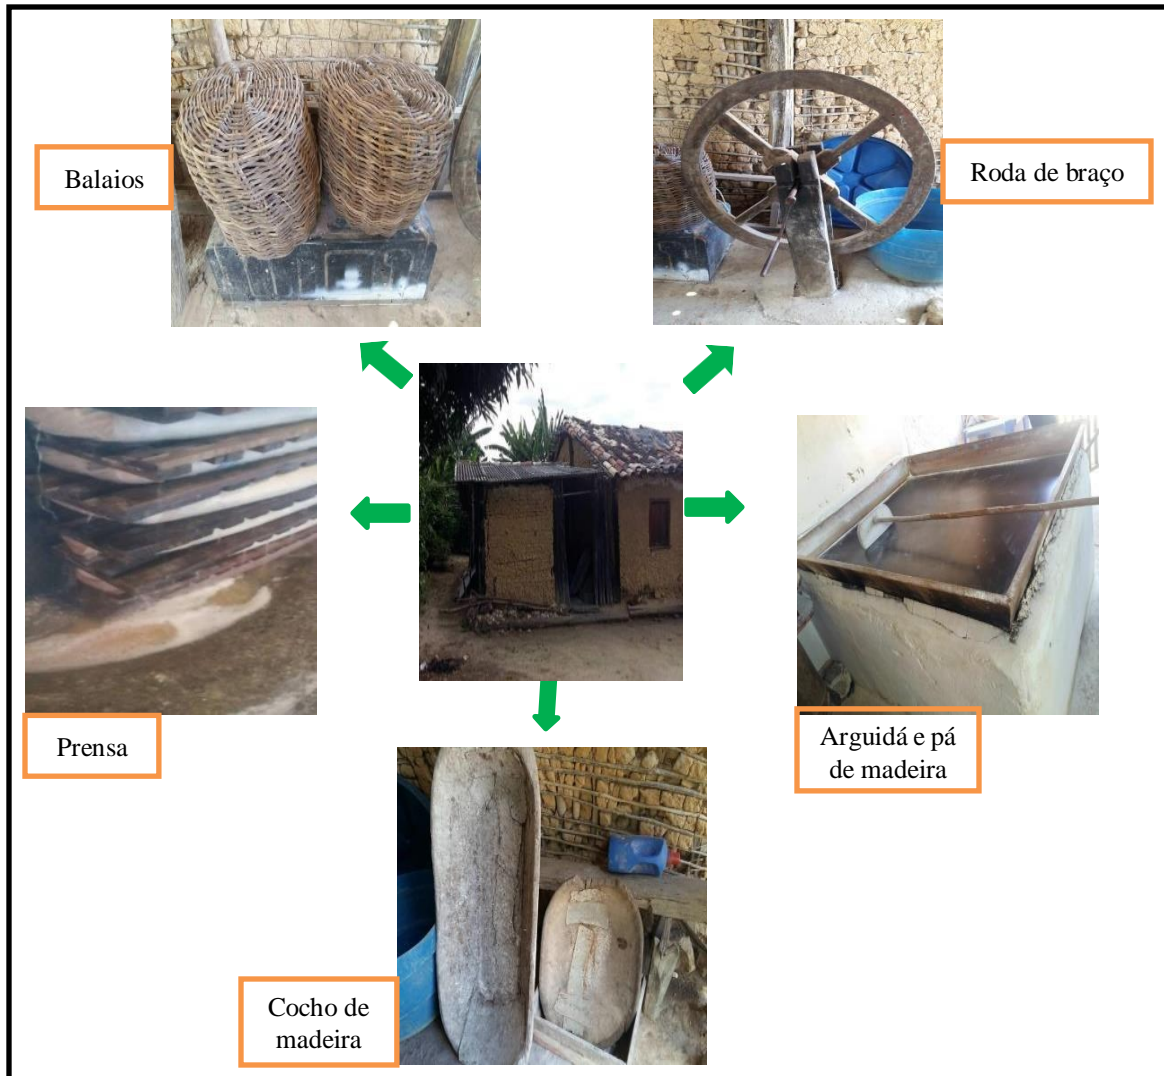 Balaios
Roda de braço
Prensa
Arguidá e pá
de madeira
Cocho de
madeira